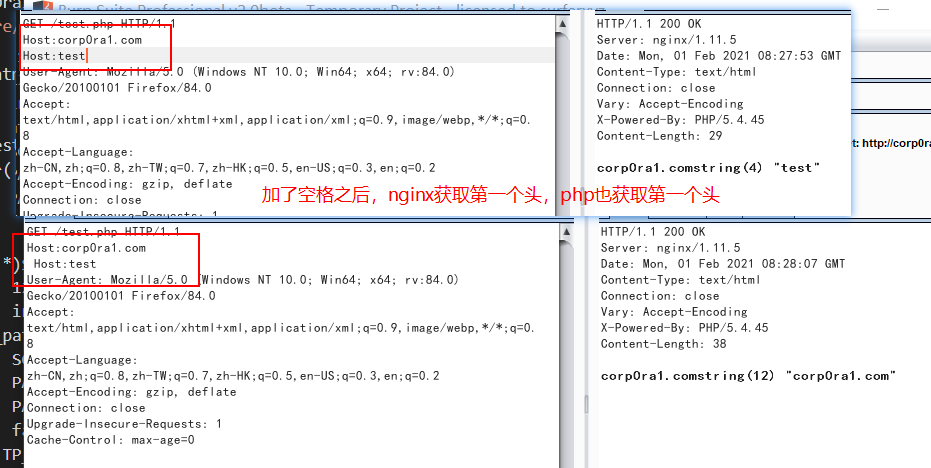 GET /test.php HTTP/1.1
Host:corp0ra1.com
Host:test
User-Agent: Mozilla/5.0 (Windows NT 10.0; Win64; x64; rv:84.0)
Gecko/20100101 Firefox/84.0
Accept:
text/html,application/xhtml+xml,application/xml;q=0.9,image/webp,*/*;q=0.
8
Accept-Language:
zh-CN,zh;q=0.8,zh-TW;q=0.7,zh-HK;q=0.5,en-US;q=0.3,en;q=0.2
Accept-Encoding: gzip, deflate
Connection: close
Upgrade-Insecure-Requests: 1
HTTP/1.1 200 OK
Server: nginx/1.11.5
Date: Mon, 01 Feb 2021 08:27:53 GMT
Content-Type: text/html
Connection: close
Vary: Accept-Encoding
X-Powered-By: PHP/5.4.45
Content-Length: 29
corp0ra1.comstring(4) "test"
t: http://corp0ra
加了空格之后，nginx获取第一个头，php也获取第一个头
GET /test.php HTTP/1.1
Host:corp0ra1.com
Host:test
User-Agent: Mozilla/5.0 (Windows NT 10.0; Win64; x64; rv:84.0)
Gecko/20100101 Firefox/84.0
Accept:
text/html,application/xhtml+xml,application/xml;q=0.9,image/webp,*/*;q=0.
8
Accept-Language:
zh-CN,zh;q=0.8,zh-TW;q=0.7,zh-HK;q=0.5,en-US;q=0.3,en;q=0.2
Accept-Encoding: gzip, deflate
Connection: close
Upgrade-Insecure-Requests: 1
Cache-Control: max-age=0
HTTP/1.1 200 OK
Server: nginx/1.11.5
Date: Mon, 01 Feb 2021 08:28:07 GMT
Content-Type: text/html
Connection: close
Vary: Accept-Encoding
X-Powered-By: PHP/5.4.45
Content-Length: 38
corp0ra1.comstring(12) "corp0ra1.com"